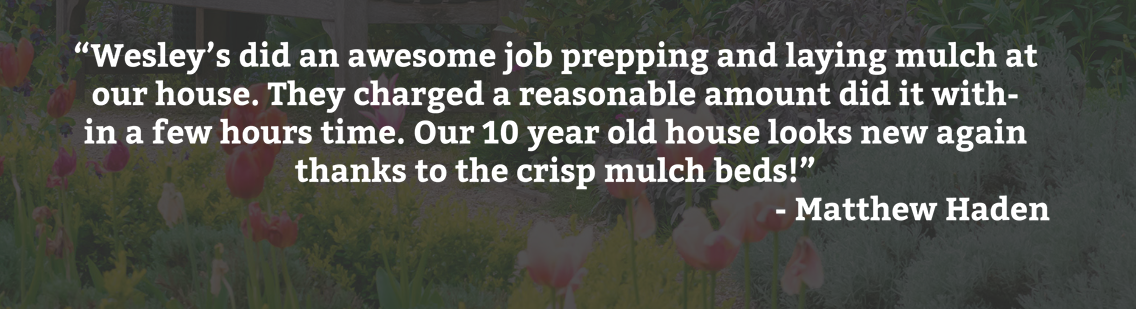 “Wesley’s did an awesome job prepping and laying mulch at
our house. They charged a reasonable amount did it with-
in a few hours time. Our 10 year old house looks new again
thanks to the crisp mulch beds!”
- Matthew Haden